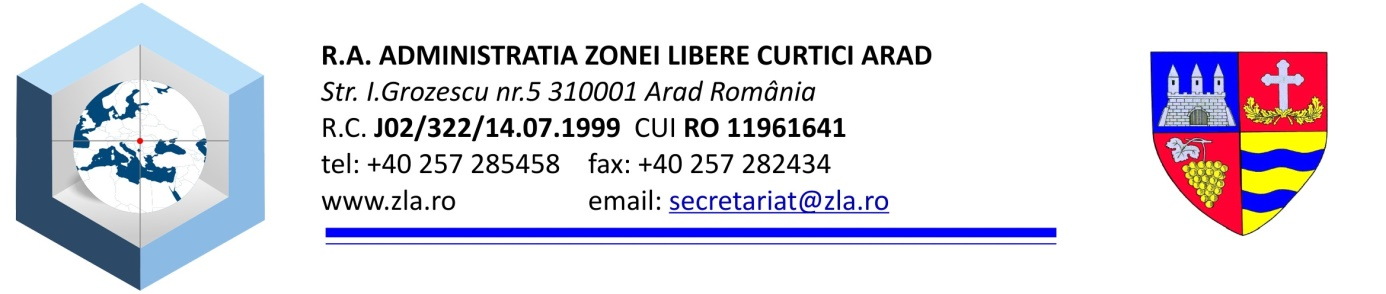 R.A. ADMINISTRATIA ZONEI LIBERE CURTICI ARAD
Str. I.Grozescu nr.5 310001 Arad România
R.C. J02/322/14.07.1999 CUI RO 11961641
tel: +40 257 285458 fax: +40 257 282434
www.zla.ro email: secretariat@zla.ro